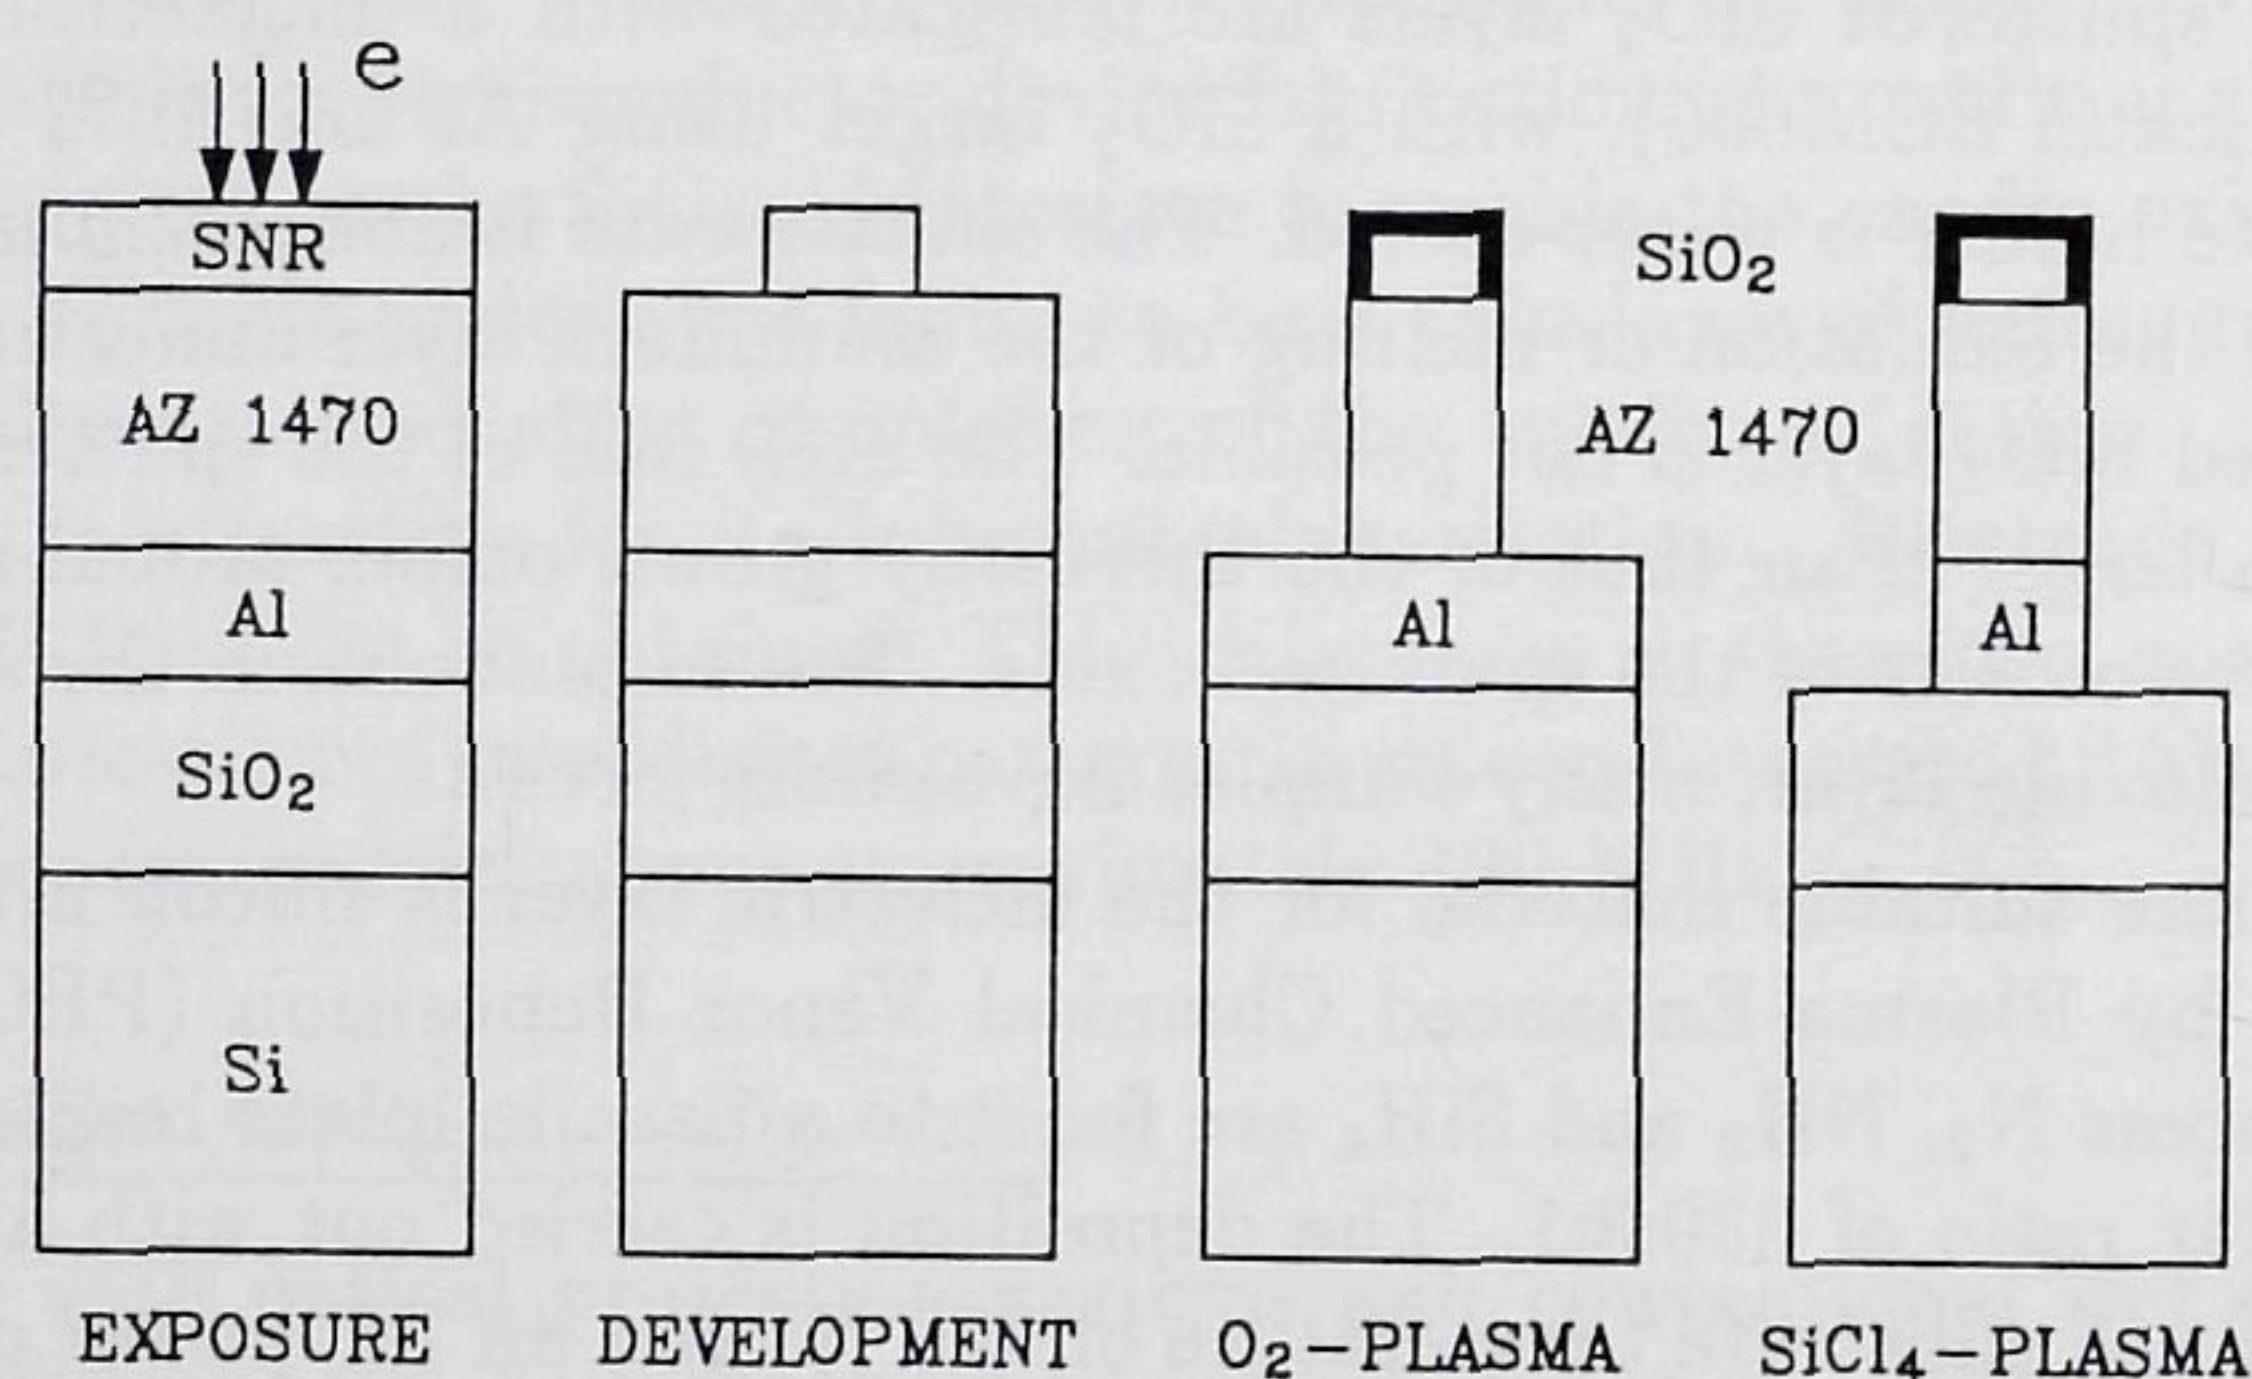 e
SNR
AZ 1470
Al
SiO₂
Si
SiO₂
AZ 1470
Al
Al
EXPOSURE
DEVELOPMENT
O₂-PLASMA
SiCl₄-PLASMA